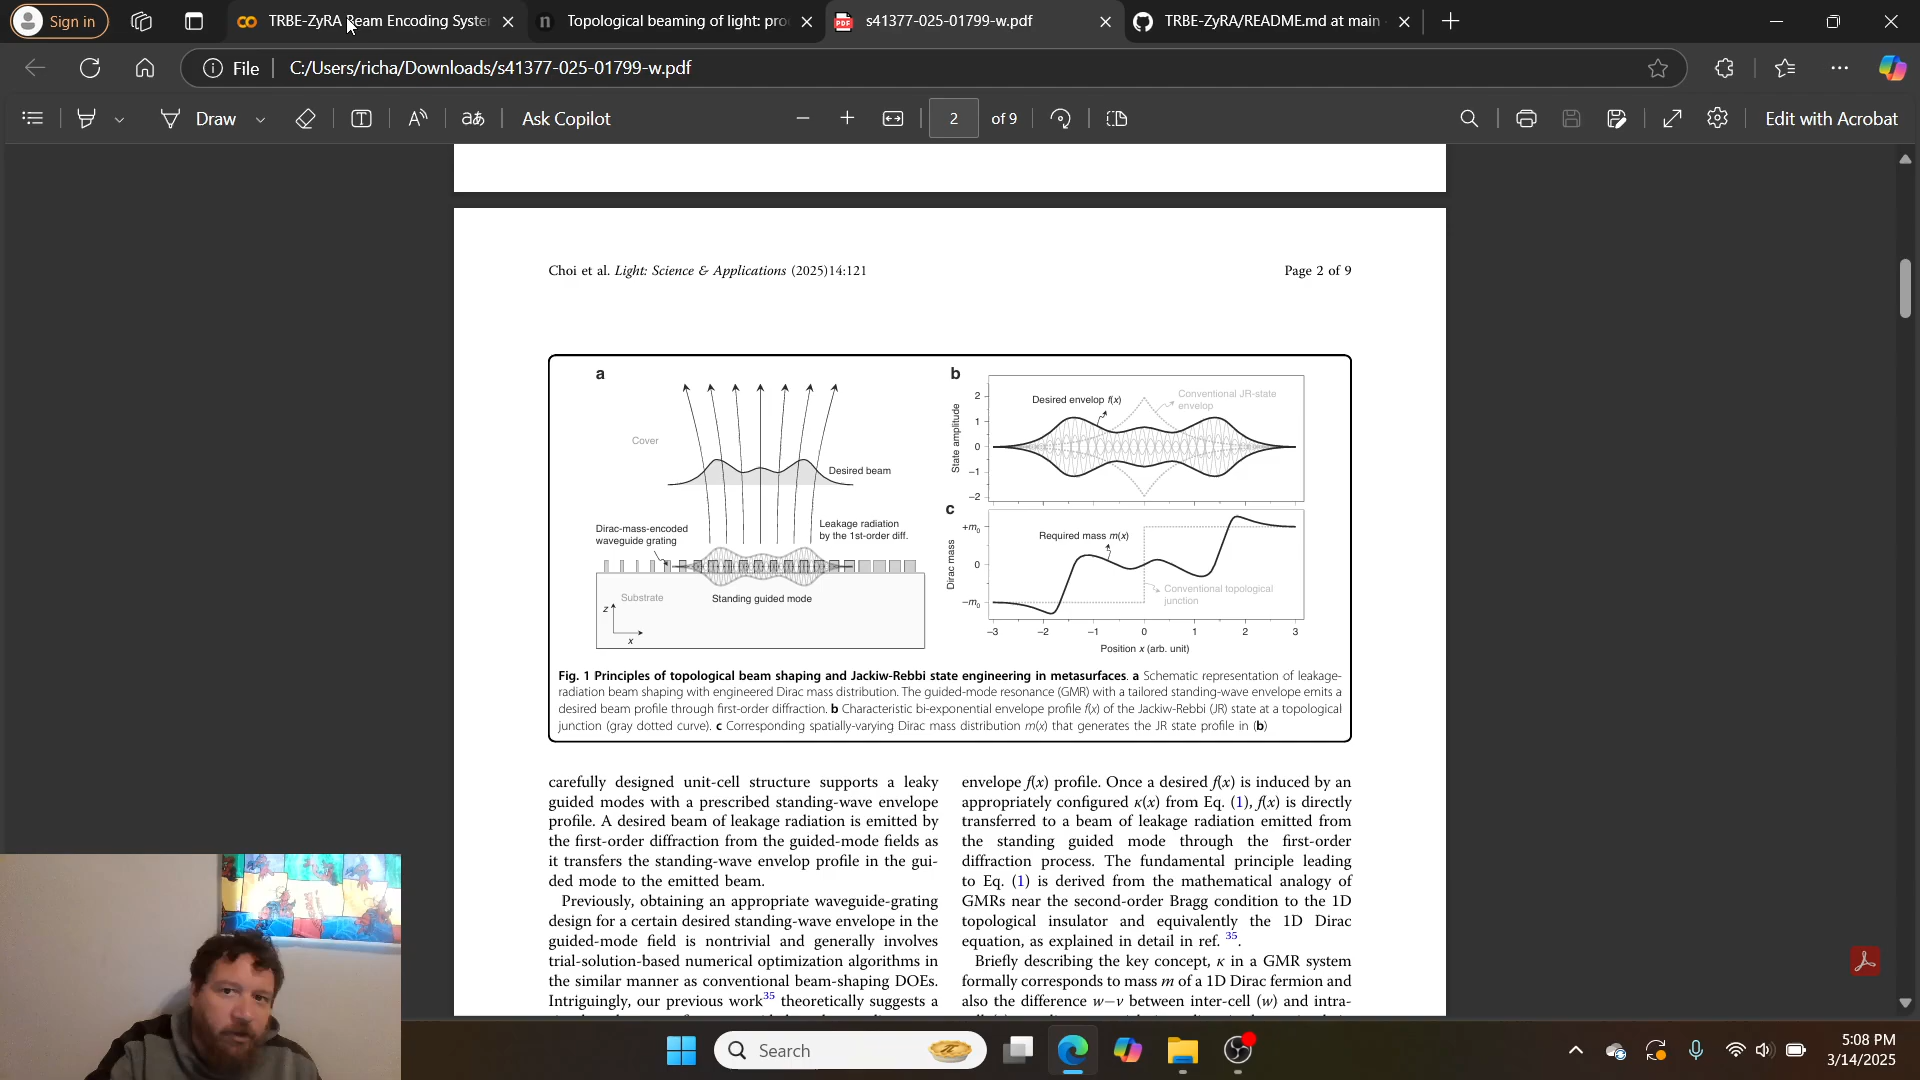 Sign in
TRBE-ZyRA Beam Encoding Syste
Topological beaming of light: pro
s41377-025-01799-w.pdf
TRBE-ZyRA/README.md at main
File
C:/Users/richa/Downloads/s41377-025-01799-w.pdf
Draw
Ask Copilot
2 of 9
Edit with Acrobat
Choi et al. Light: Science & Applications (2025)14:121
Page 2 of 9
a
Cover
Desired beam
Dirac-mass-encoded
waveguide grating
Leakage radiation
by the 1st-order diff.
Substrate
Standing guided mode
z
x
b
Desired envelop f(x)
Conventional JR-state
envelop
State amplitude
2
1
0
−1
−2
c
Required mass m(x)
Conventional topological
junction
Dirac mass
+m0
0
−m0
−3 −2 −1 0 1 2 3
Position x (arb. unit)
Fig. 1 Principles of topological beam shaping and Jackiw-Rebbi state engineering in metasurfaces. a Schematic representation of leakage-
radiation beam shaping with engineered Dirac mass distribution. The guided-mode resonance (GMR) with a tailored standing-wave envelope emits a
desired beam profile through first-order diffraction. b Characteristic bi-exponential envelope profile f(x) of the Jackiw-Rebbi (JR) state at a topological
junction (gray dotted curve). c Corresponding spatially-varying Dirac mass distribution m(x) that generates the JR state profile in (b)
carefully designed unit-cell structure supports a leaky
guided modes with a prescribed standing-wave envelope
profile. A desired beam of leakage radiation is emitted by
the first-order diffraction from the guided-mode fields as
it transfers the standing-wave envelop profile in the gui-
ded mode to the emitted beam.
Previously, obtaining an appropriate waveguide-grating
design for a certain desired standing-wave envelope in the
guided-mode field is nontrivial and generally involves
trial-solution-based numerical optimization algorithms in
the similar manner as conventional beam-shaping DOEs.
Intriguingly, our previous work35 theoretically suggests a
envelope f(x) profile. Once a desired f(x) is induced by an
appropriately configured κ(x) from Eq. (1), f(x) is directly
transferred to a beam of leakage radiation emitted from
the standing guided mode through the first-order
diffraction process. The fundamental principle leading
to Eq. (1) is derived from the mathematical analogy of
GMRs near the second-order Bragg condition to the 1D
topological insulator and equivalently the 1D Dirac
equation, as explained in detail in ref. 35.
Briefly describing the key concept, κ in a GMR system
formally corresponds to mass m of a 1D Dirac fermion and
also the difference w−v between inter-cell (w) and intra-
Search
5:08 PM
3/14/2025